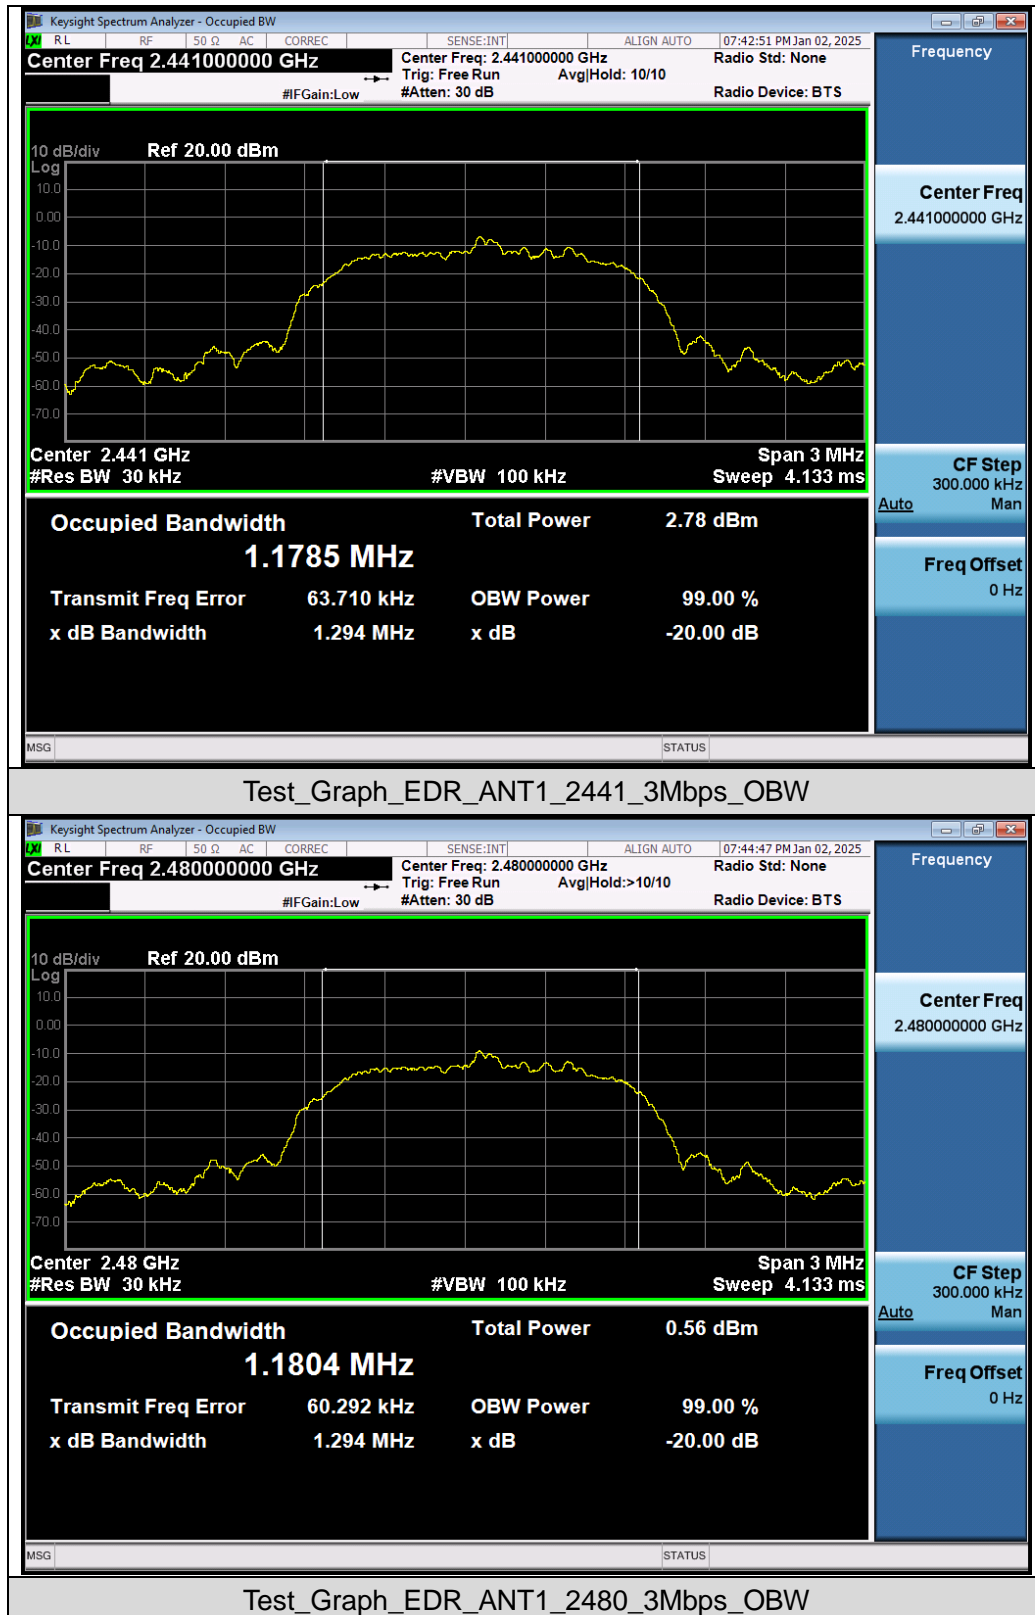 Keysight Spectrum Analyzer - Occupied BW
LXI RL RF 50 Ω AC CORREC SENSE:INT ALIGN AUTO 07:42:51 PM Jan 02, 2025
Center Freq 2.441000000 GHz
Center Freq: 2.441000000 GHz
Radio Std: None
Trig: Free Run Avg|Hold: 10/10
#IFGain:Low
#Atten: 30 dB
Radio Device: BTS
Frequency
10 dB/div Ref 20.00 dBm
Log
10.0
0.00
-10.0
-20.0
-30.0
-40.0
-50.0
-60.0
-70.0
Center Freq
2.441000000 GHz
Center 2.441 GHz Span 3 MHz
#Res BW 30 kHz #VBW 100 kHz Sweep 4.133 ms
CF Step
300.000 kHz
Auto Man
Freq Offset
0 Hz
Occupied Bandwidth Total Power 2.78 dBm
1.1785 MHz
Transmit Freq Error 63.710 kHz OBW Power 99.00 %
x dB Bandwidth 1.294 MHz x dB -20.00 dB
MSG STATUS
Test_Graph_EDR_ANT1_2441_3Mbps_OBW
Keysight Spectrum Analyzer - Occupied BW
LXI RL RF 50 Ω AC CORREC SENSE:INT ALIGN AUTO 07:44:47 PM Jan 02, 2025
Center Freq 2.480000000 GHz
Center Freq: 2.480000000 GHz
Radio Std: None
Trig: Free Run Avg|Hold:>10/10
#IFGain:Low
#Atten: 30 dB
Radio Device: BTS
Frequency
10 dB/div Ref 20.00 dBm
Log
10.0
0.00
-10.0
-20.0
-30.0
-40.0
-50.0
-60.0
-70.0
Center Freq
2.480000000 GHz
Center 2.48 GHz Span 3 MHz
#Res BW 30 kHz #VBW 100 kHz Sweep 4.133 ms
CF Step
300.000 kHz
Auto Man
Freq Offset
0 Hz
Occupied Bandwidth Total Power 0.56 dBm
1.1804 MHz
Transmit Freq Error 60.292 kHz OBW Power 99.00 %
x dB Bandwidth 1.294 MHz x dB -20.00 dB
MSG STATUS
Test_Graph_EDR_ANT1_2480_3Mbps_OBW